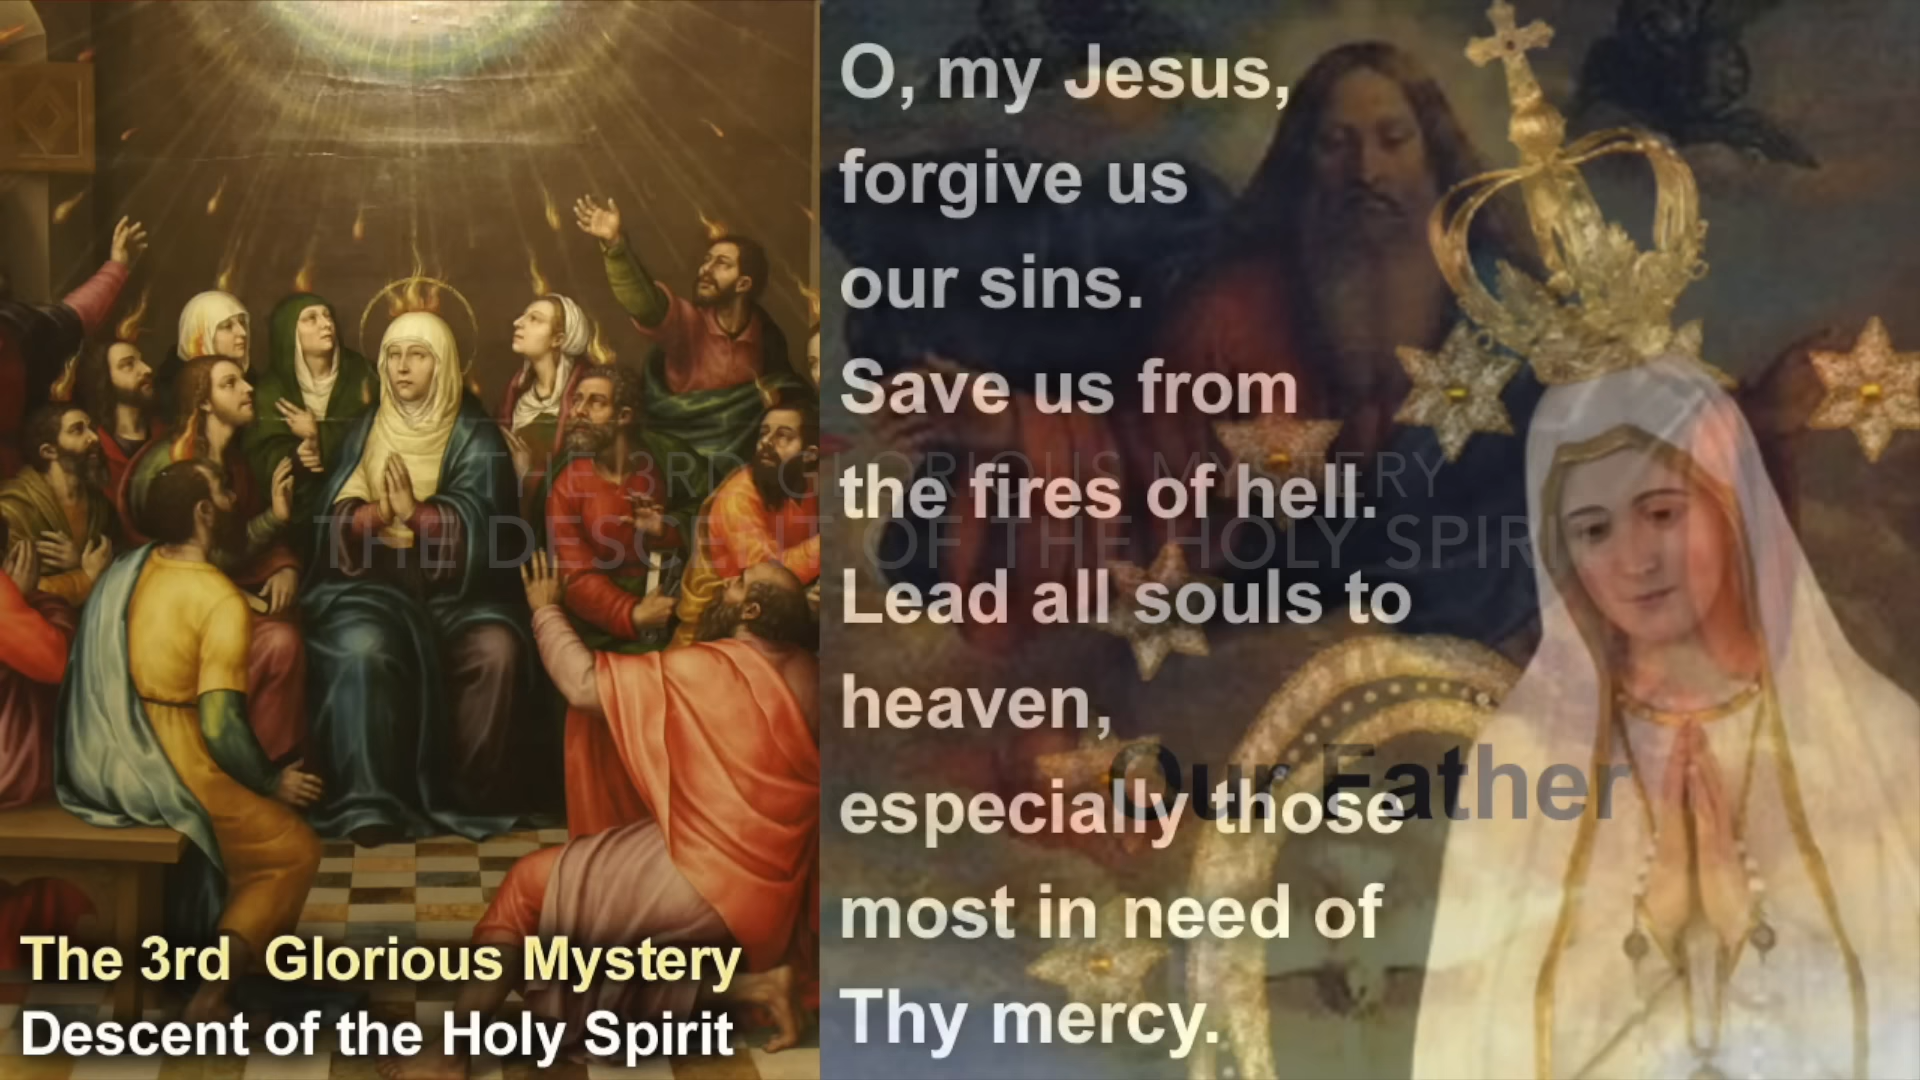 The 3rd Glorious Mystery
Descent of the Holy Spirit
O, my Jesus,
forgive us
our sins.
Save us from
the fires of hell.
Lead all souls to
heaven,
especially those
most in need of
Thy mercy.
THE 3RD GLORIOUS MYSTERY
THE DESCENT OF THE HOLY SPIRIT
Our Father